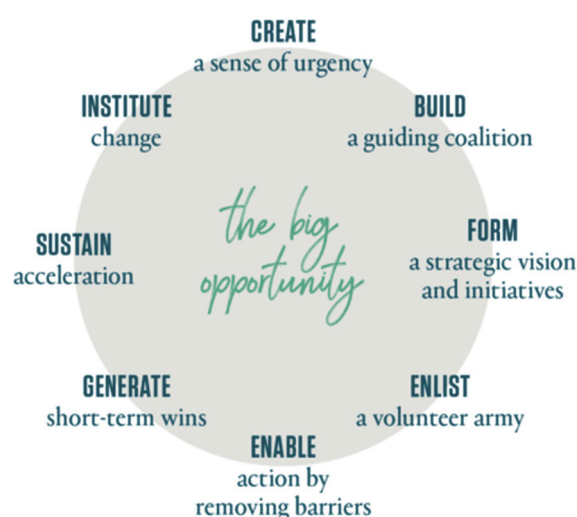 CREATE
a sense of urgency
BUILD
a guiding coalition
FORM
a strategic vision
and initiatives
ENLIST
a volunteer army
ENABLE
action by
removing barriers
GENERATE
short-term wins
SUSTAIN
acceleration
INSTITUTE
change
the big
opportunity